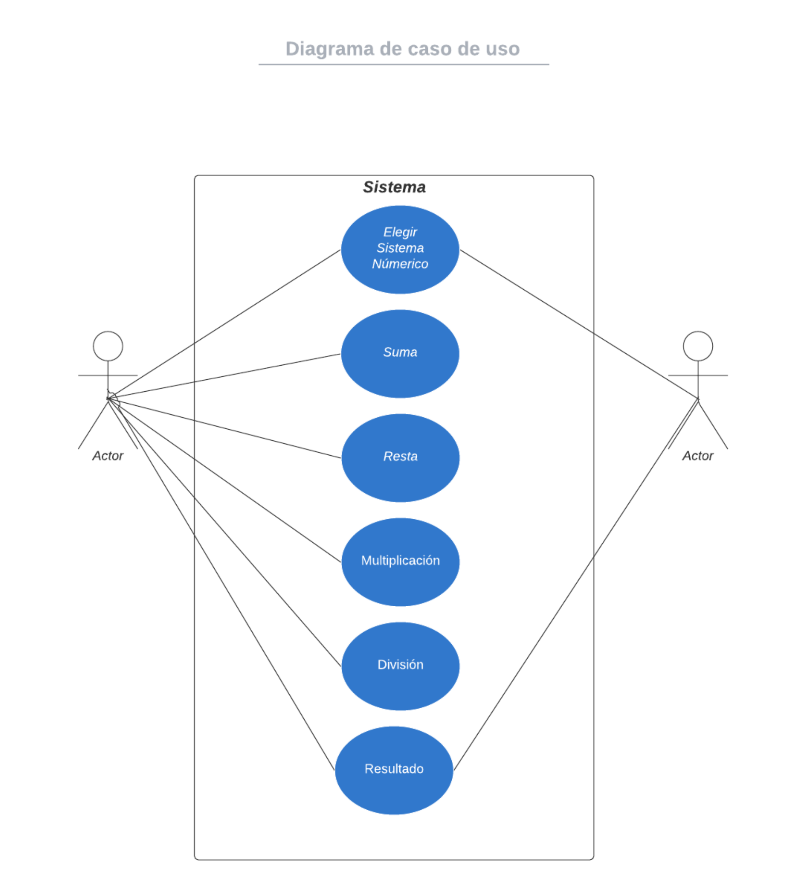 Diagrama de caso de uso
Sistema
Elegir
Sistema
Númerico
Suma
Actor
Resta
Actor
Multiplicación
División
Resultado